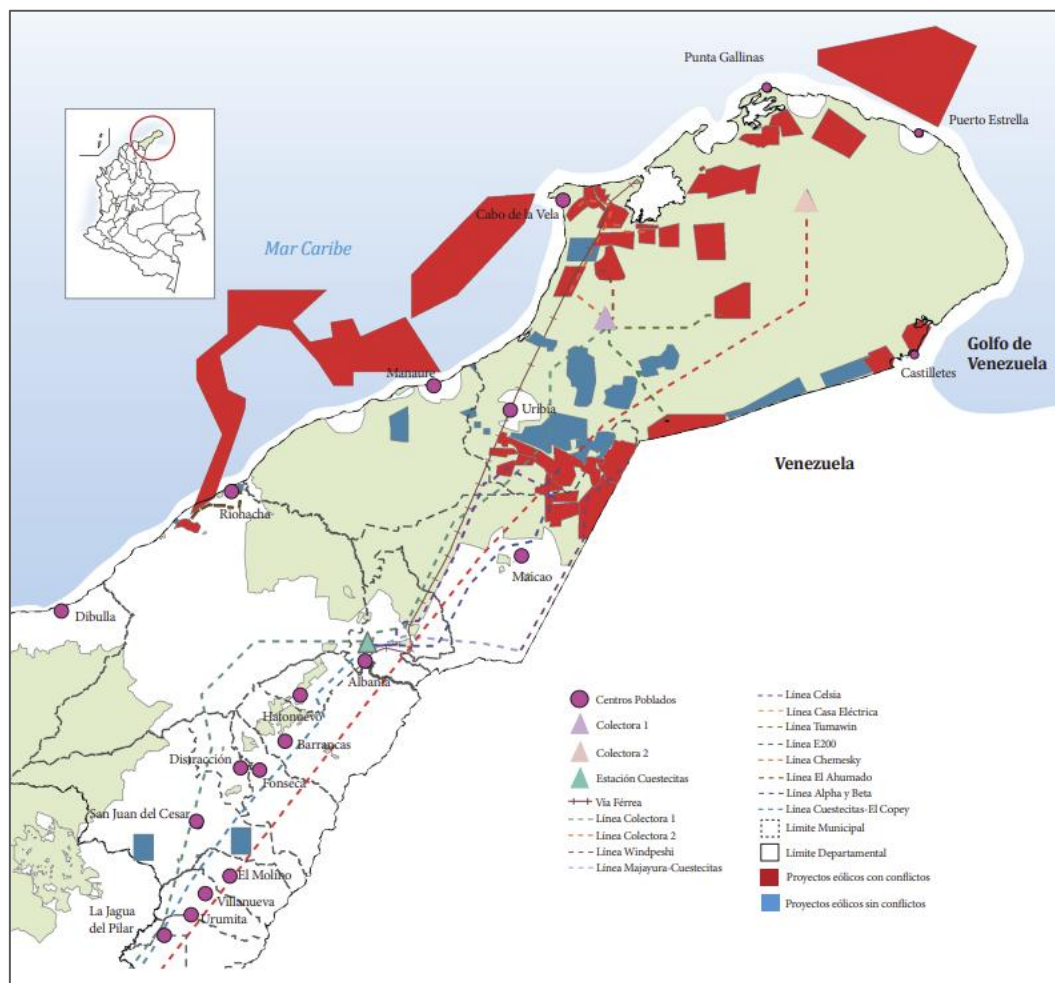 Punta Gallinas
Puerto Estrella
Cabo de la Vela
Mar Caribe
Golfo de
Venezuela
Castilletes
Manaure
Uribia
Venezuela
Riohacha
Maicao
Dibulla
Albania
Hatonuevo
Barrancas
Distracción
Fonseca
San Juan del Cesar
El Molino
Villanueva
Urumita
La Jagua
del Pilar
Centros Poblados
Colectora 1
Colectora 2
Estación Cuestecitas
Vía Férrea
Línea Colectora 1
Línea Colectora 2
Línea Windpeshi
Línea Majayura-Cuestecitas
Línea Celsia
Línea Casa Eléctrica
Línea Tumawin
Línea E200
Línea Chemesky
Línea El Ahumado
Línea Alpha y Beta
Línea Cuestecitas-El Copey
Límite Municipal
Límite Departamental
Proyectos eólicos con conflictos
Proyectos eólicos sin conflictos